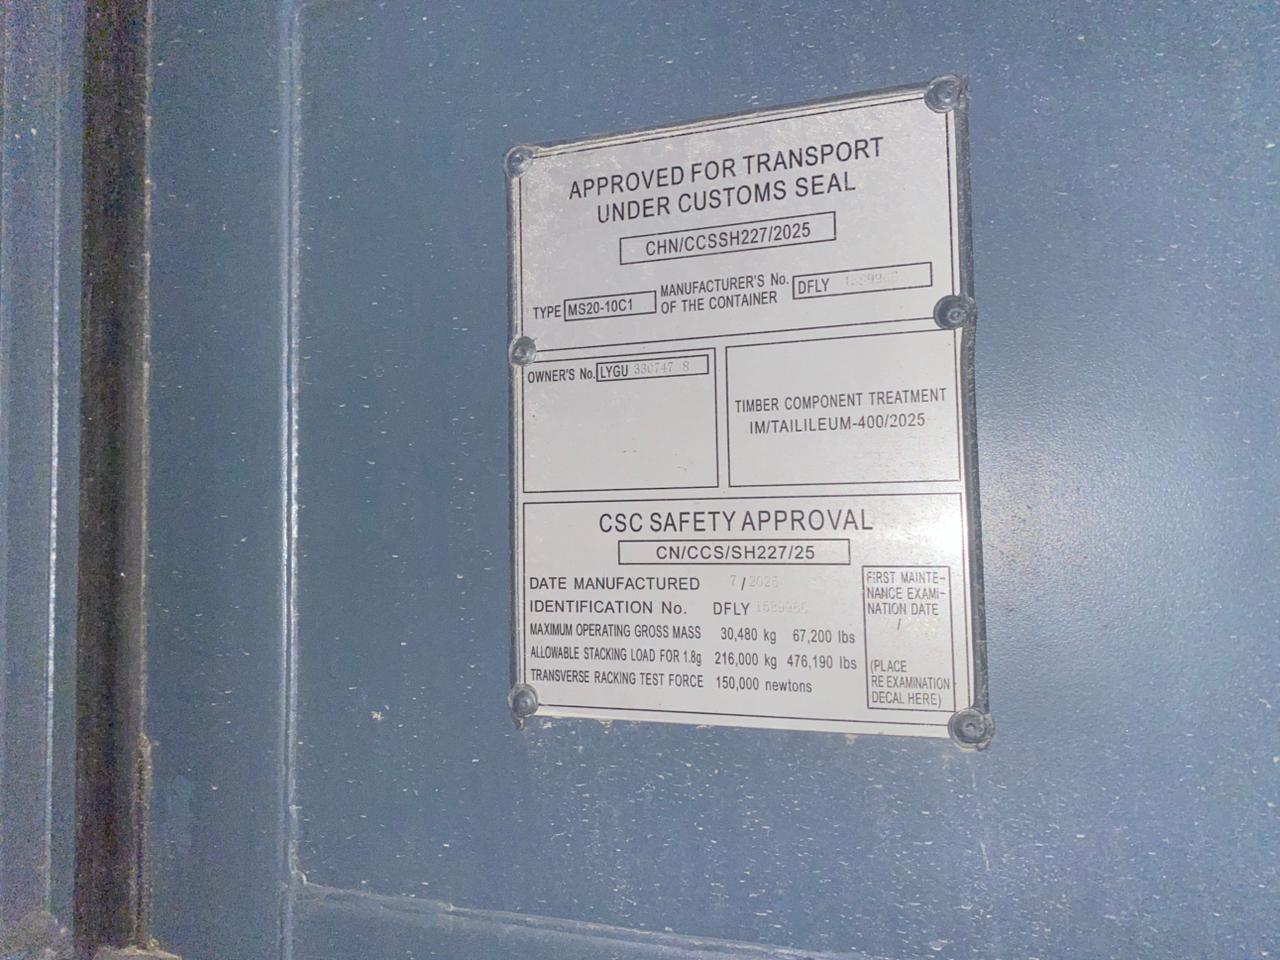 APPROVED FOR TRANSPORT
UNDER CUSTOMS SEAL
CHN/CCSSH227/2025
TYPE MS20-10C1 MANUFACTURER'S No. OF THE CONTAINER DFLY
OWNER'S No. LYGU 330747 8
TIMBER COMPONENT TREATMENT
IM/TAILILEUM-400/2025
CSC SAFETY APPROVAL
CN/CCS/SH227/25
DATE MANUFACTURED 7 / 2025
IDENTIFICATION No. DFLY
MAXIMUM OPERATING GROSS MASS 30,480 kg 67,200 lbs
ALLOWABLE STACKING LOAD FOR 1.8g 216,000 kg 476,190 lbs
TRANSVERSE RACKING TEST FORCE 150,000 newtons
FIRST MAINTE-
NANCE EXAMI-
NATION DATE
/
(PLACE
RE EXAMINATION
DECAL HERE)